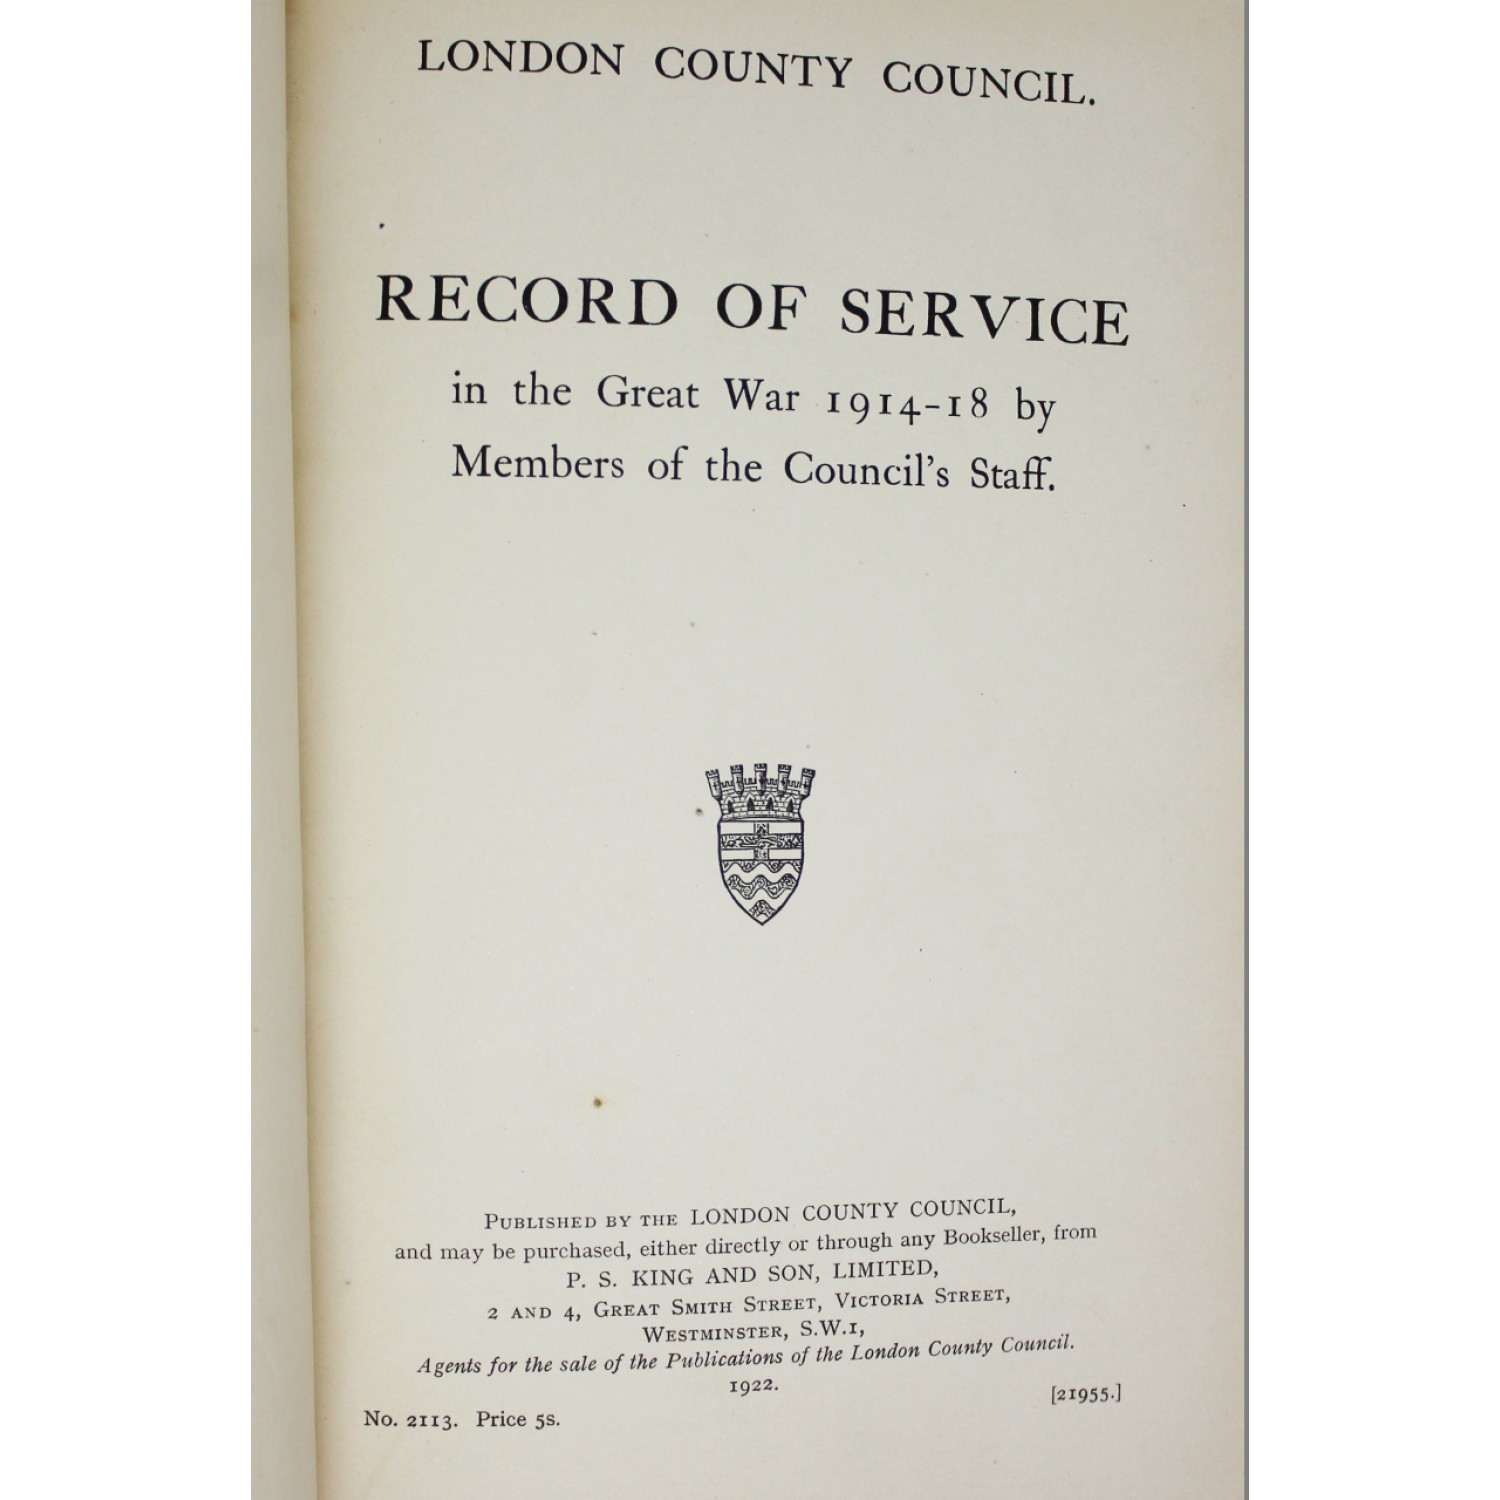 LONDON COUNTY COUNCIL.
RECORD OF SERVICE
in the Great War 1914-18 by
Members of the Council's Staff.
PUBLISHED BY THE LONDON COUNTY COUNCIL,
and may be purchased, either directly or through any Bookseller, from
P. S. KING AND SON, LIMITED,
2 AND 4, GREAT SMITH STREET, VICTORIA STREET,
WESTMINSTER, S.W.1,
Agents for the sale of the Publications of the London County Council.
1922.
[21955.]
No. 2113. Price 5s.